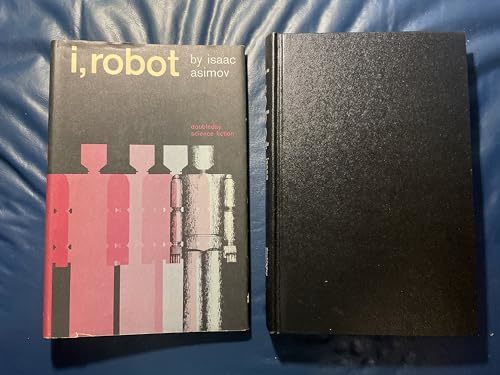 i, robot
by isaac
asimov
doubleday
science fiction